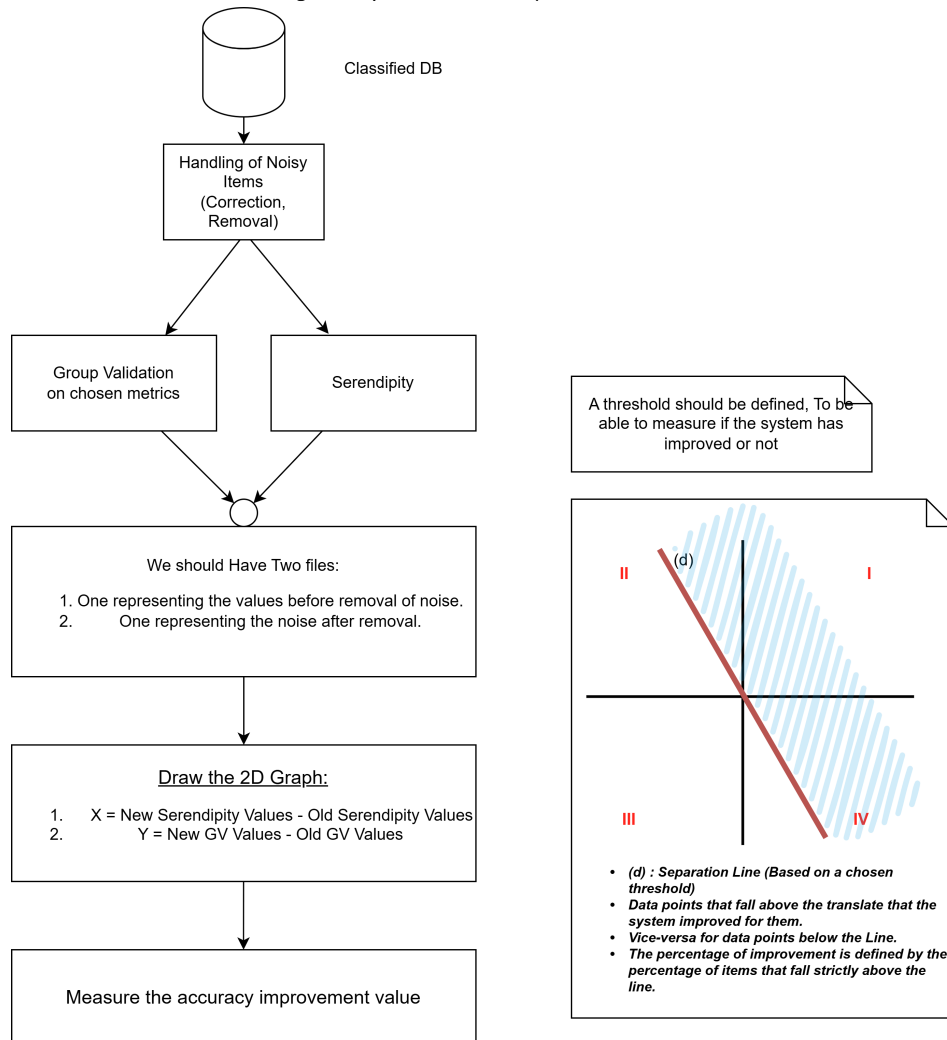 Classified DB
Handling of Noisy
Items
(Correction,
Removal)
Group Validation
on chosen metrics
Serendipity
A threshold should be defined, To be
able to measure if the system has
improved or not
We should Have Two files:
1. One representing the values before removal of noise.
2. One representing the noise after removal.
Draw the 2D Graph:
1. X = New Serendipity Values - Old Serendipity Values
2. Y = New GV Values - Old GV Values
Measure the accuracy improvement value
(d)
II
I
III
IV
• (d) : Separation Line (Based on a chosen
threshold)
• Data points that fall above the translate that the
system improved for them.
• Vice-versa for data points below the Line.
• The percentage of improvement is defined by the
percentage of items that fall strictly above the
line.